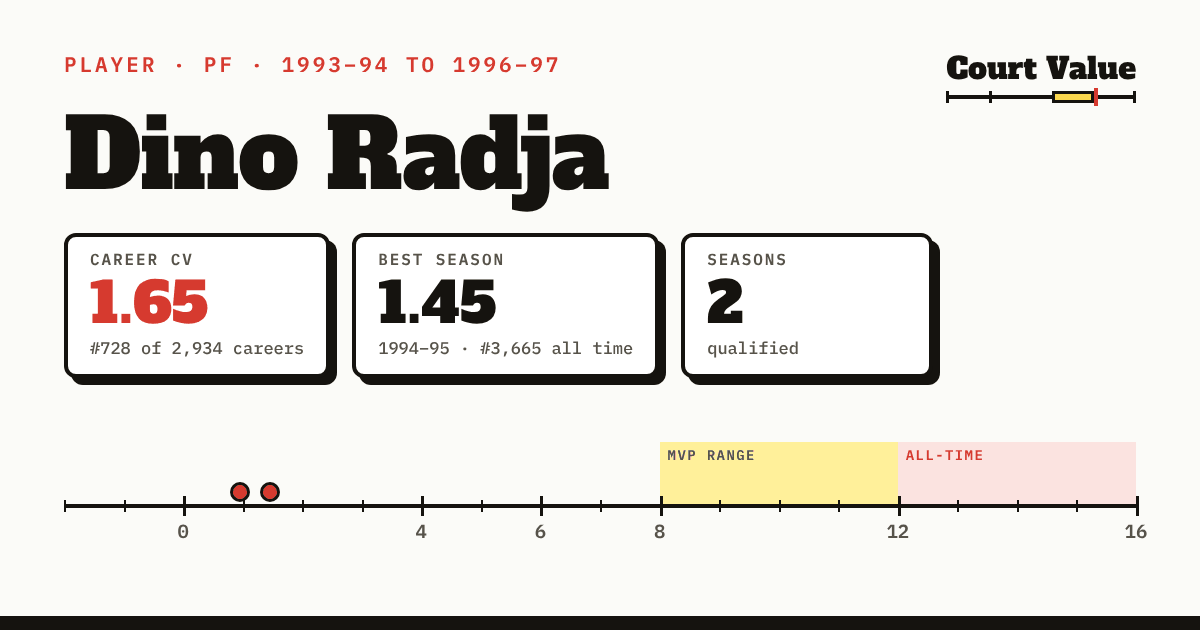 PLAYER · PF · 1993–94 TO 1996–97
Court Value
Dino Radja
CAREER CV
1.65
#728 of 2,934 careers
BEST SEASON
1.45
1994–95 · #3,665 all time
SEASONS
2
qualified
MVP RANGE
ALL-TIME
0 4 6 8 12 16